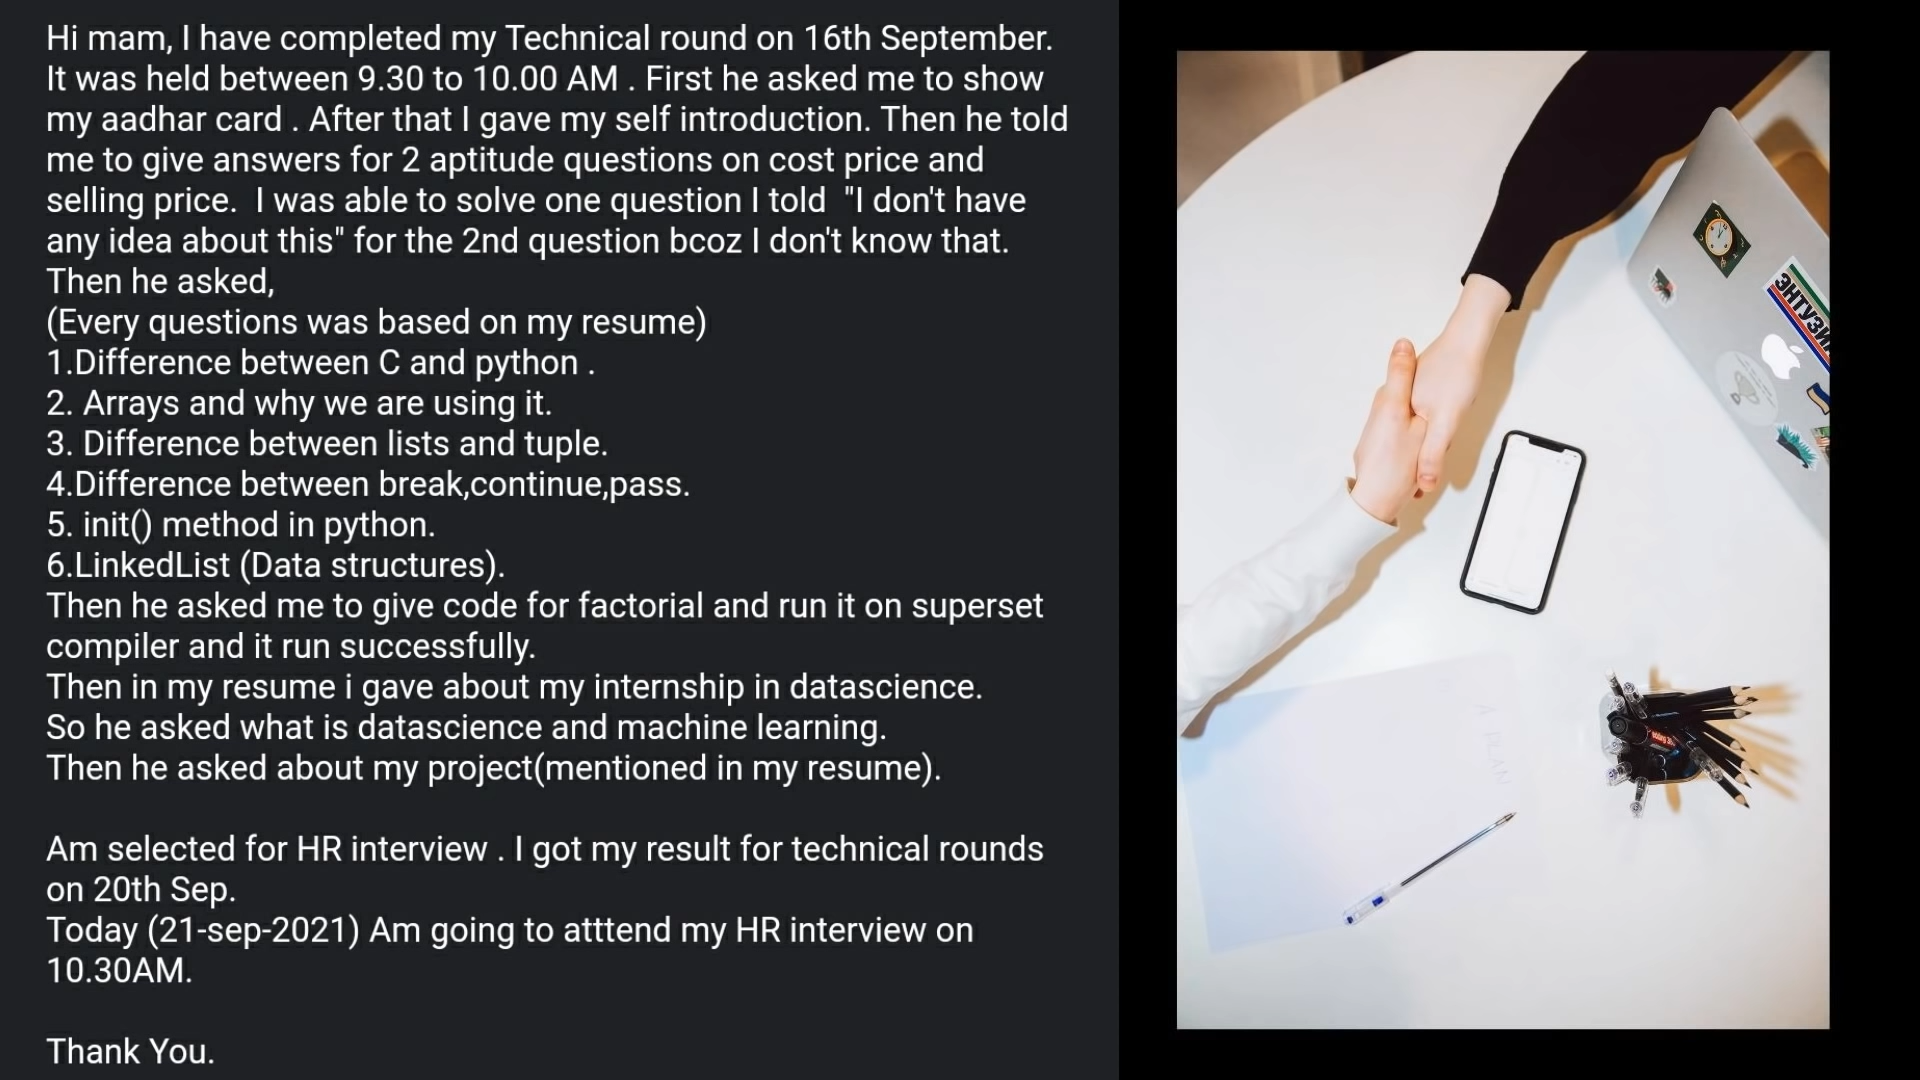 Hi mam, I have completed my Technical round on 16th September.
It was held between 9.30 to 10.00 AM . First he asked me to show
my aadhar card . After that I gave my self introduction. Then he told
me to give answers for 2 aptitude questions on cost price and
selling price.  I was able to solve one question I told  "I don't have
any idea about this" for the 2nd question bcoz I don't know that.
Then he asked,
(Every questions was based on my resume)
1.Difference between C and python .
2. Arrays and why we are using it.
3. Difference between lists and tuple.
4.Difference between break,continue,pass.
5. init() method in python.
6.LinkedList (Data structures).
Then he asked me to give code for factorial and run it on superset
compiler and it run successfully.
Then in my resume i gave about my internship in datascience.
So he asked what is datascience and machine learning.
Then he asked about my project(mentioned in my resume).
Am selected for HR interview . I got my result for technical rounds
on 20th Sep.
Today (21-sep-2021) Am going to atttend my HR interview on
10.30AM.
Thank You.
A PLAN